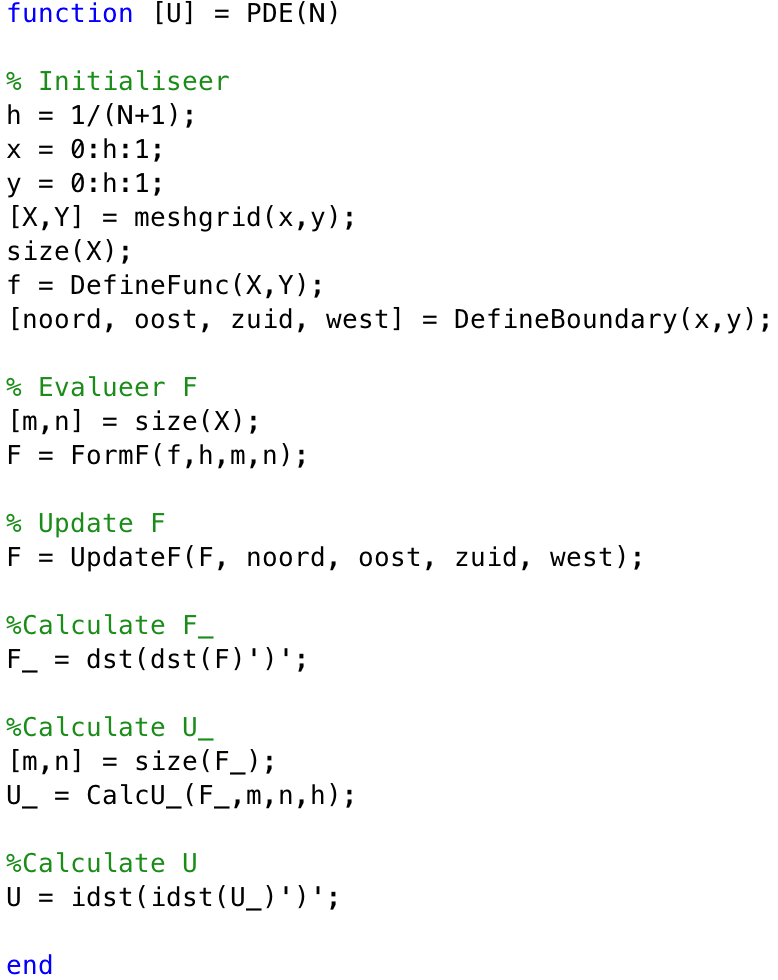 function [U] = PDE(N)
% Initialiseer
h = 1/(N+1);
x = 0:h:1;
y = 0:h:1;
[X,Y] = meshgrid(x,y);
size(X);
f = DefineFunc(X,Y);
[noord, oost, zuid, west] = DefineBoundary(x,y);
% Evalueer F
[m,n] = size(X);
F = FormF(f,h,m,n);
% Update F
F = UpdateF(F, noord, oost, zuid, west);
%Calculate F_
F_ = dst(dst(F)')';
%Calculate U_
[m,n] = size(F_);
U_ = CalcU_(F_,m,n,h);
%Calculate U
U = idst(idst(U_)')';
end